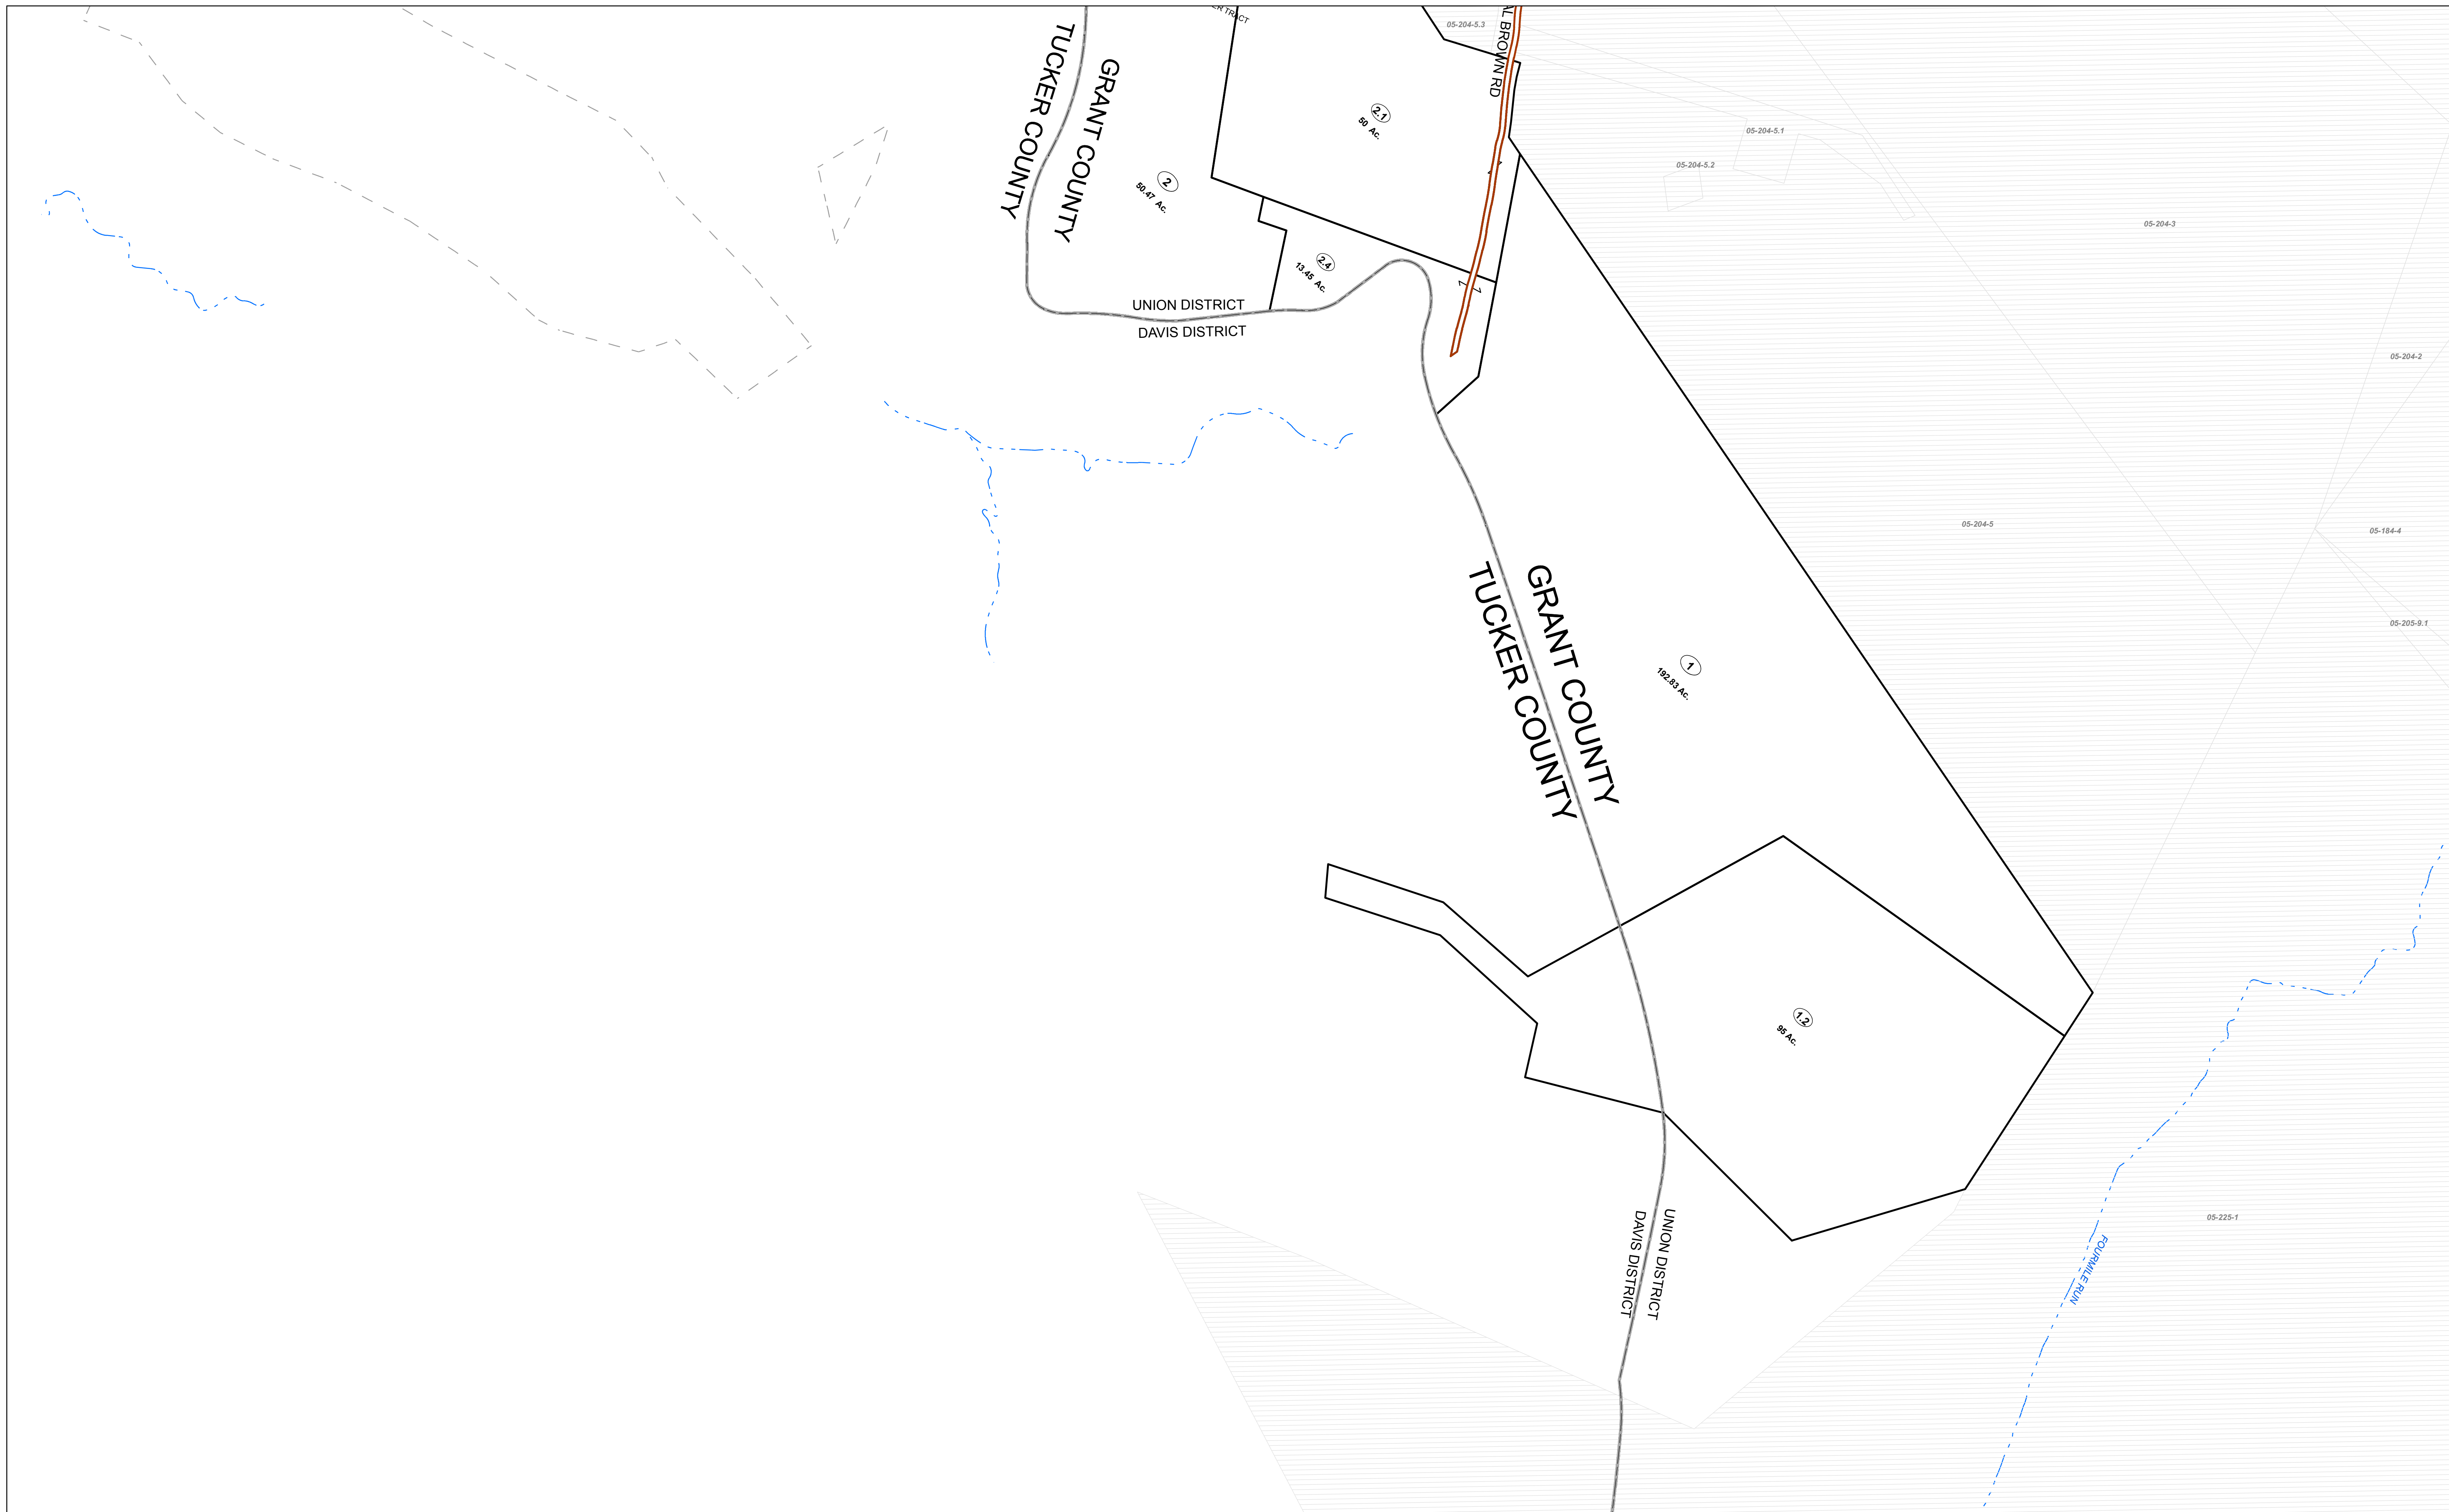 TRACT
05-204-5.3
BROWN RD
TUCKER COUNTY
GRANT COUNTY
2.1
50 Ac.
05-204-5.1
05-204-5.2
2
50.47 Ac.
05-204-3
2.4
13.45 Ac.
UNION DISTRICT
DAVIS DISTRICT
05-204-2
05-204-5
05-184-4
GRANT COUNTY
TUCKER COUNTY
05-205-9.1
1
192.83 Ac.
1.2
95 Ac.
05-225-1
UNION DISTRICT
DAVIS DISTRICT
FOURMILE RUN